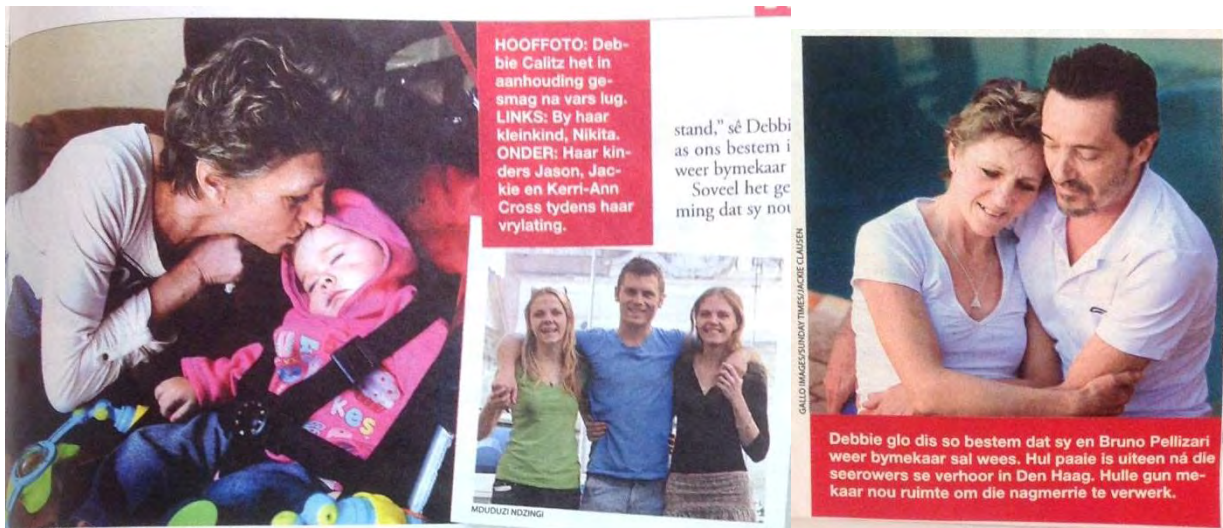 HOOFFOTO: Deb-
bie Calitz het in
aanhouding ge-
smag na vars lug.
LINKS: By haar
kleinkind, Nikita.
ONDER: Haar kin-
ders Jason, Jac-
kie en Kerri-Ann
Cross tydens haar
vrylating.
stand," sê Debbi
as ons bestem i
weer bymekaar
Soveel het ge
ming dat sy nou
kes
MDUDUZI NDZINGI
GALLO IMAGES/SUNDAY TIMES/JACKIE CLAUSEN
Debbie glo dis so bestem dat sy en Bruno Pellizari
weer bymekaar sal wees. Hul paaie is uiteen ná die
seerowers se verhoor in Den Haag. Hulle gun me-
kaar nou ruimte om die nagmerrie te verwerk.